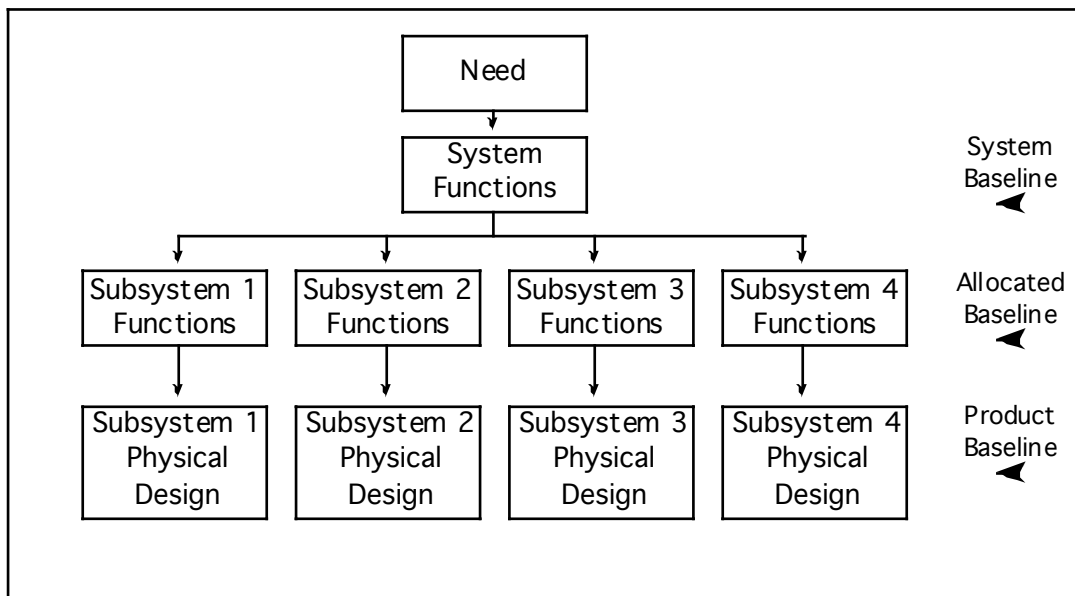 Need
System
Functions
System
Baseline
Subsystem 1
Functions
Subsystem 2
Functions
Subsystem 3
Functions
Subsystem 4
Functions
Allocated
Baseline
Subsystem 1
Physical
Design
Subsystem 2
Physical
Design
Subsystem 3
Physical
Design
Subsystem 4
Physical
Design
Product
Baseline